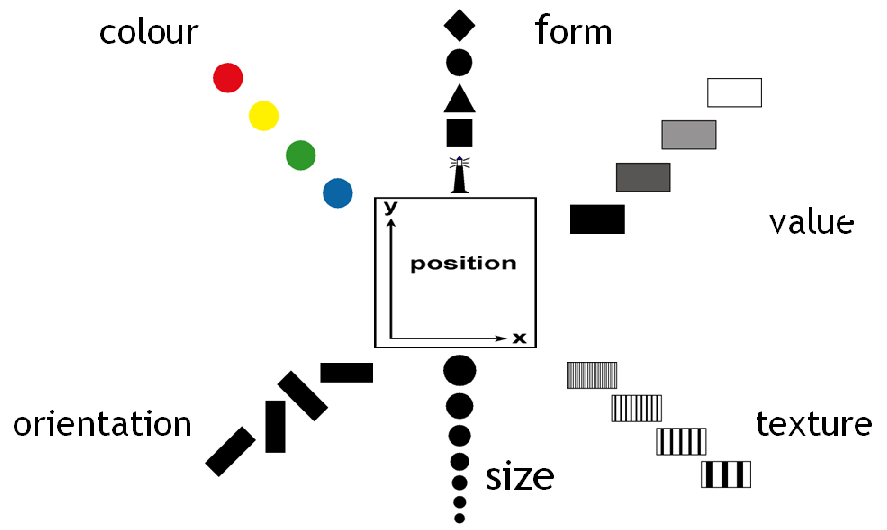 colour
form
value
y
position
x
orientation
size
texture